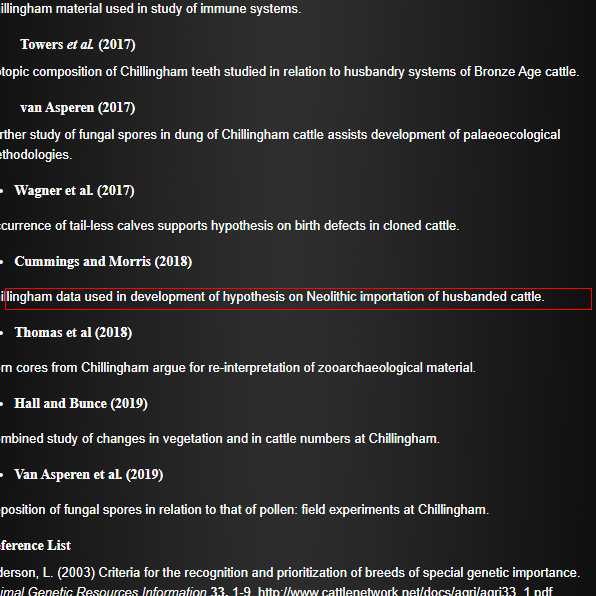 illingham material used in study of immune systems.
Towers et al. (2017)
otopic composition of Chillingham teeth studied in relation to husbandry systems of Bronze Age cattle.
van Asperen (2017)
rther study of fungal spores in dung of Chillingham cattle assists development of palaeoecological
ethodologies.
• Wagner et al. (2017)
ccurrence of tail-less calves supports hypothesis on birth defects in cloned cattle.
• Cummings and Morris (2018)
illingham data used in development of hypothesis on Neolithic importation of husbanded cattle.
• Thomas et al (2018)
rn cores from Chillingham argue for re-interpretation of zooarchaeological material.
• Hall and Bunce (2019)
ombined study of changes in vegetation and in cattle numbers at Chillingham.
• Van Asperen et al. (2019)
position of fungal spores in relation to that of pollen: field experiments at Chillingham.
ference List
derson, L. (2003) Criteria for the recognition and prioritization of breeds of special genetic importance.
imal Genetic Resources Information 33, 1-9. http://www.cattlenetwork.net/docs/agri/agri33_1.pdf